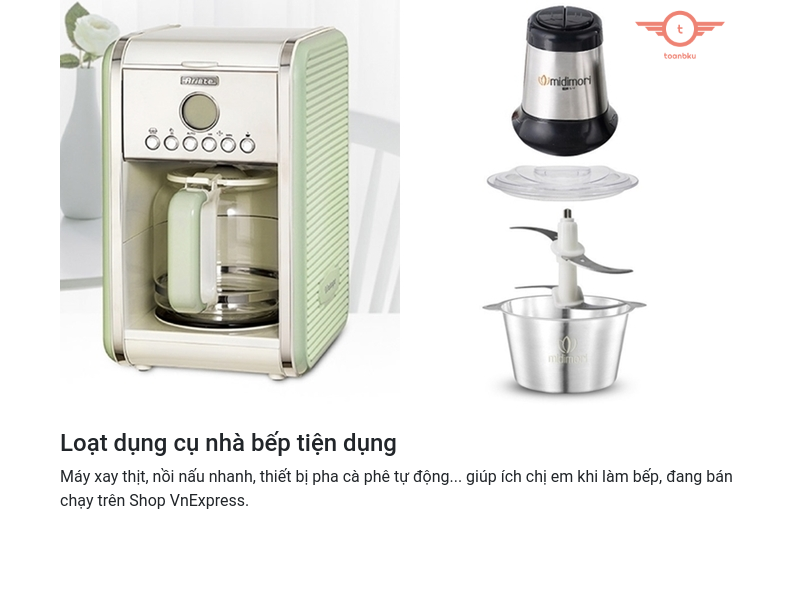 Ariete
midimori
t
toanbku
midimori
Loạt dụng cụ nhà bếp tiện dụng
Máy xay thịt, nồi nấu nhanh, thiết bị pha cà phê tự động... giúp ích chị em khi làm bếp, đang bán
chạy trên Shop VnExpress.